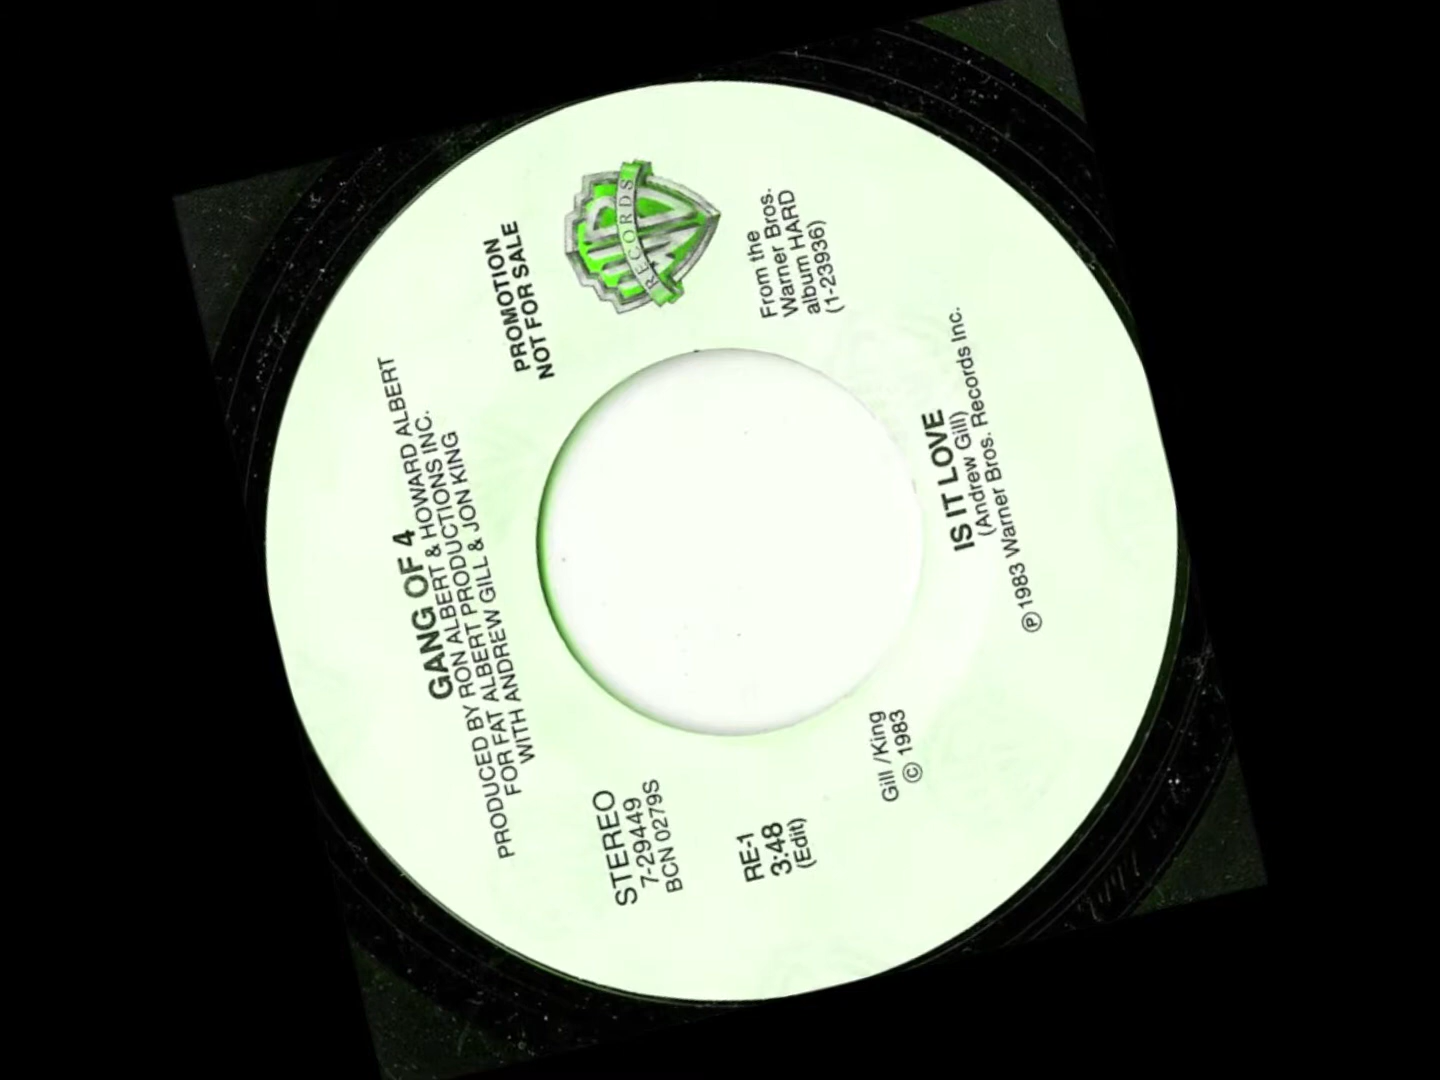 GANG OF 4
PRODUCED BY RON ALBERT & HOWARD ALBERT
FOR FAT ALBERT PRODUCTIONS INC.
WITH ANDREW GILL & JON KING
PROMOTION
NOT FOR SALE
RECORDS
From the
Warner Bros.
album HARD
(1-23936)
STEREO
7-29449
BCN 0279S
RE-1
3:48
(Edit)
Gill /King
© 1983
IS IT LOVE
(Andrew Gill)
℗ 1983 Warner Bros. Records Inc.